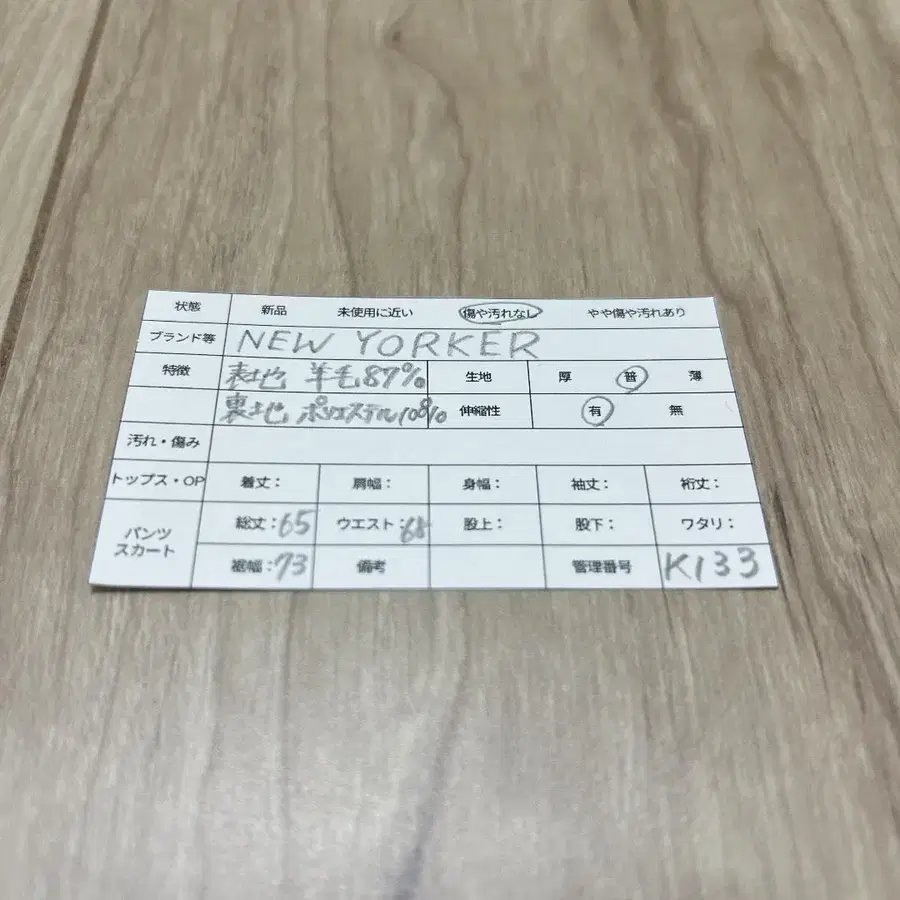 状態 新品 未使用に近い 傷や汚れなし やや傷や汚れあり
ブランド等 NEW YORKER
特徴 表地 羊毛87% 生地 厚 普 薄
裏地 ポリエステル100% 伸縮性 有 無
汚れ・傷み
トップス・OP 着丈: 肩幅: 身幅: 袖丈: 裄丈:
パンツ スカート 総丈:65 ウエスト:68 股上: 股下: ワタリ:
裾幅:73 備考 管理番号 K133